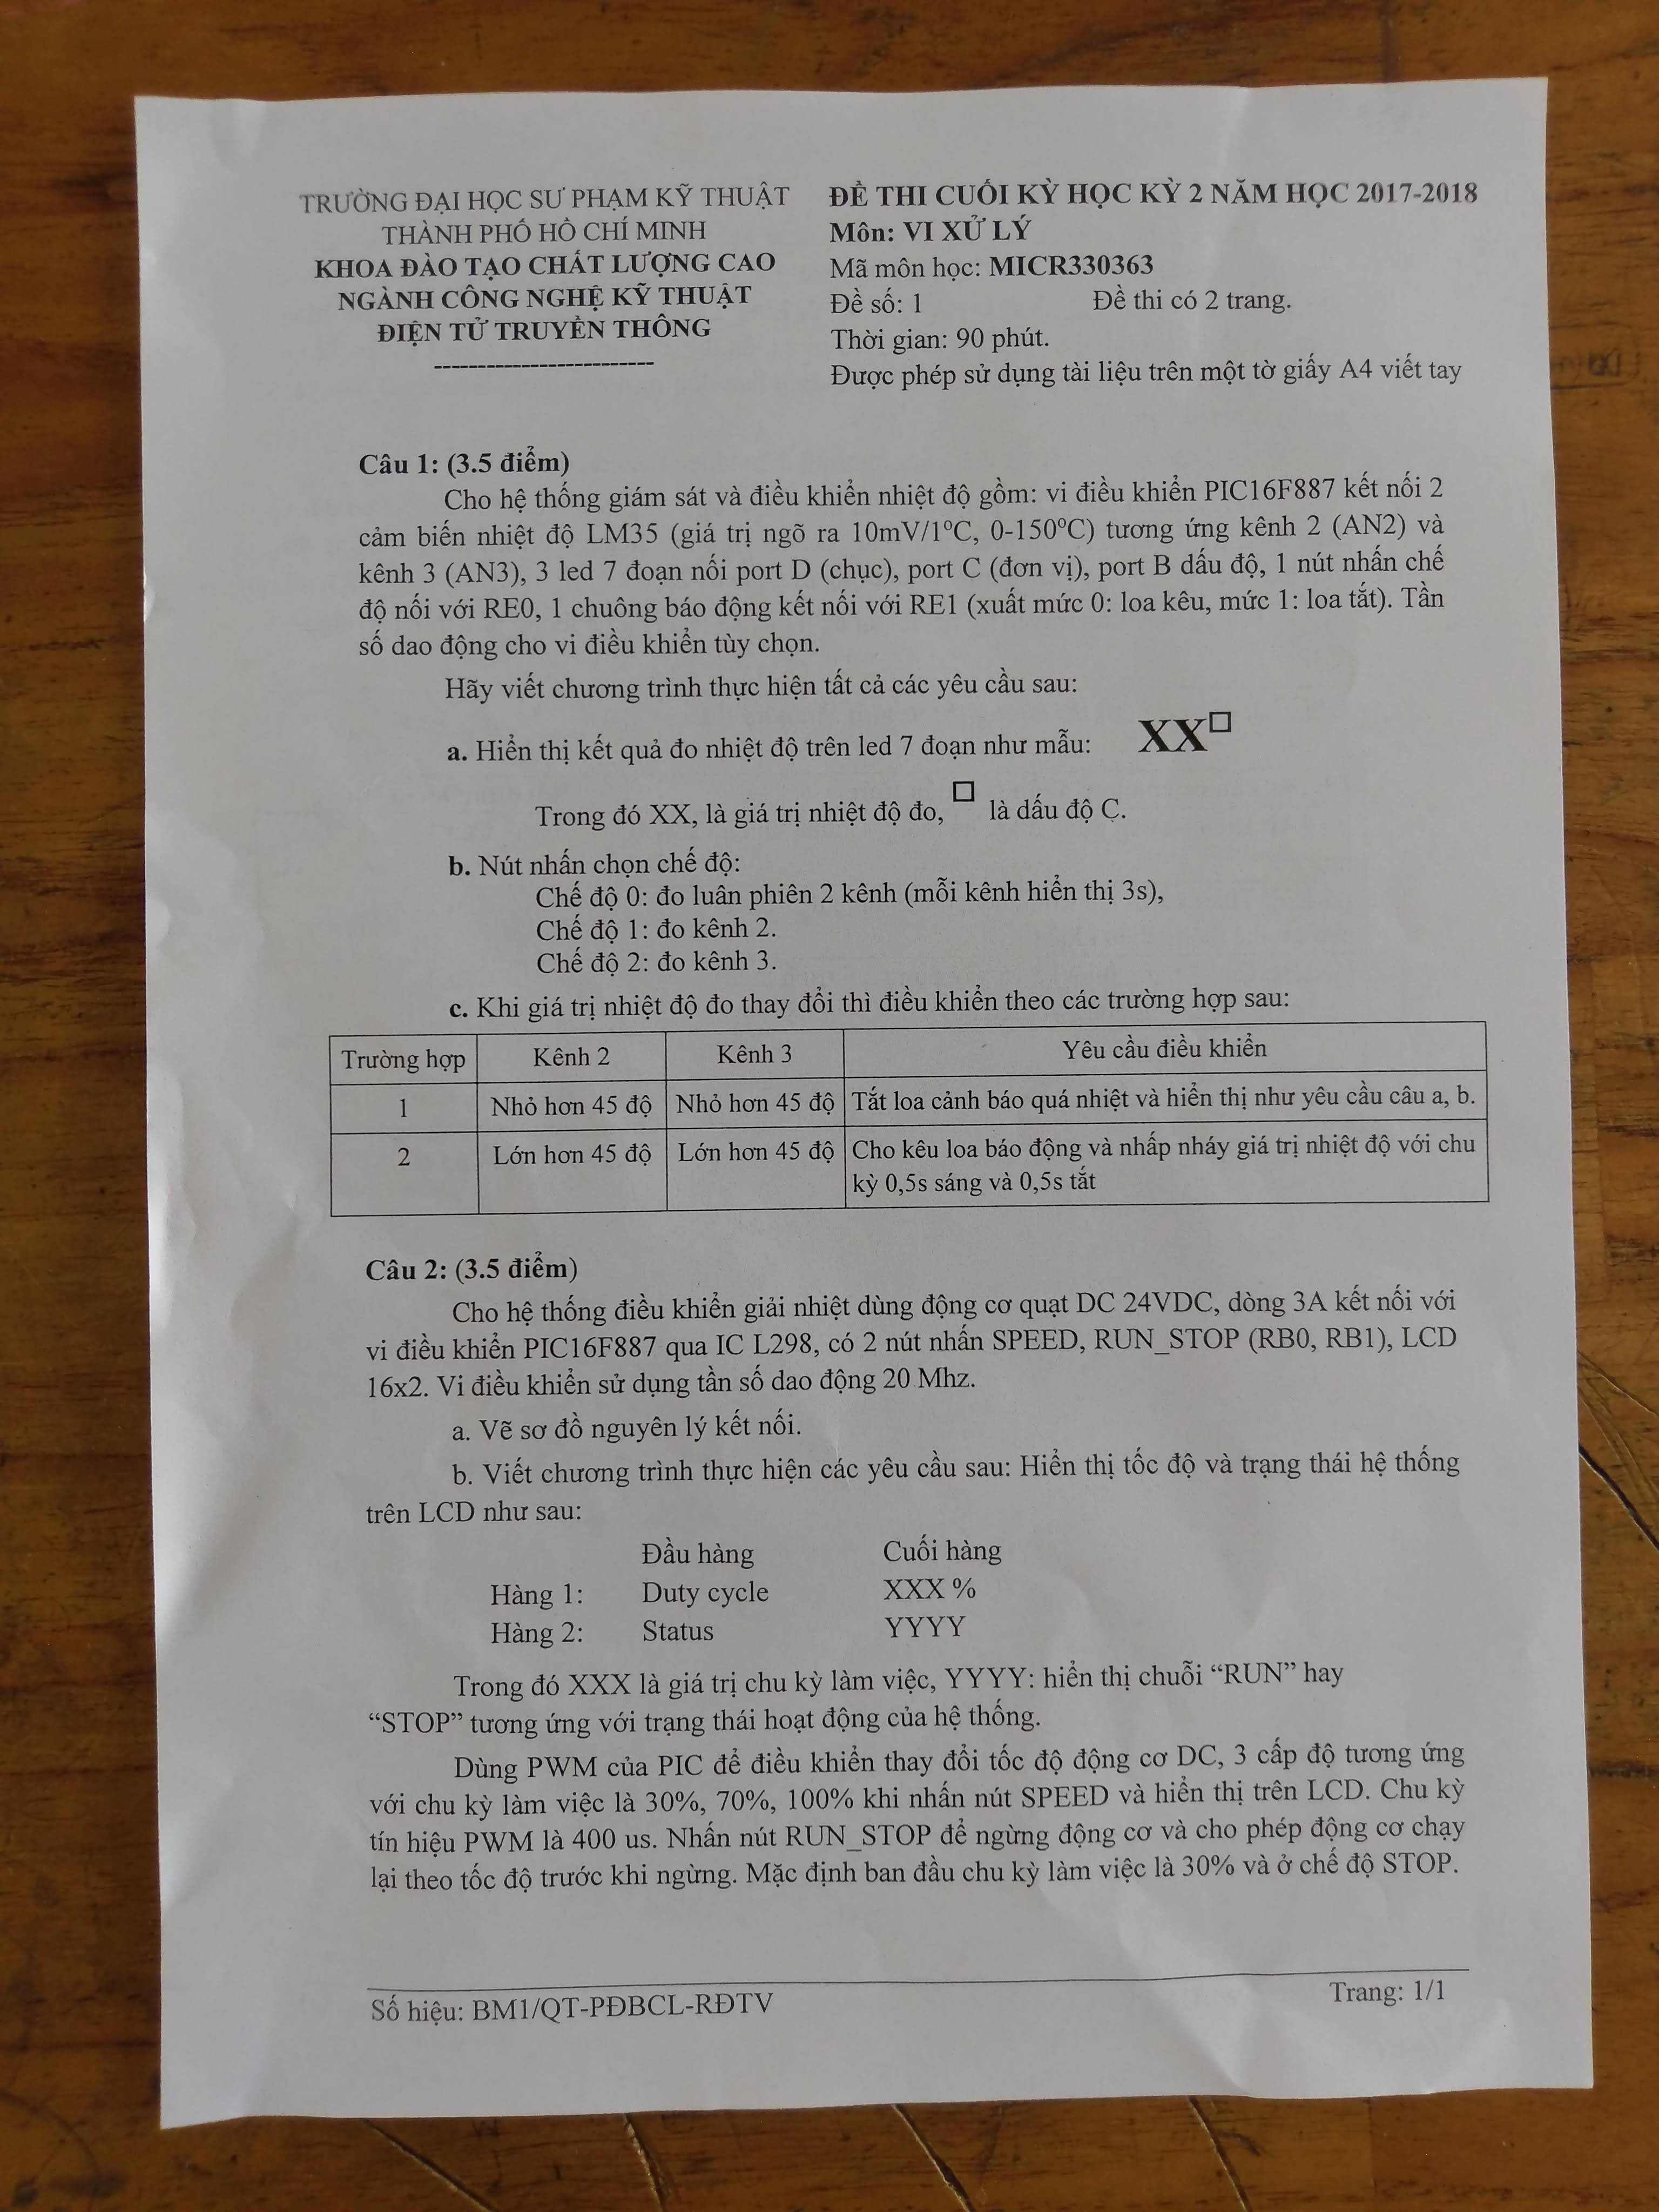 TRƯỜNG ĐẠI HỌC SƯ PHẠM KỸ THUẬT
THÀNH PHỐ HỒ CHÍ MINH
KHOA ĐÀO TẠO CHẤT LƯỢNG CAO
NGÀNH CÔNG NGHỆ KỸ THUẬT
ĐIỆN TỬ TRUYỀN THÔNG
-------------------------
ĐỀ THI CUỐI KỲ HỌC KỲ 2 NĂM HỌC 2017-2018
Môn: VI XỬ LÝ
Mã môn học: MICR330363
Đề số: 1 Đề thi có 2 trang.
Thời gian: 90 phút.
Được phép sử dụng tài liệu trên một tờ giấy A4 viết tay
Câu 1: (3.5 điểm)
Cho hệ thống giám sát và điều khiển nhiệt độ gồm: vi điều khiển PIC16F887 kết nối 2
cảm biến nhiệt độ LM35 (giá trị ngõ ra 10mV/1ºC, 0-150ºC) tương ứng kênh 2 (AN2) và
kênh 3 (AN3), 3 led 7 đoạn nối port D (chục), port C (đơn vị), port B dấu độ, 1 nút nhấn chế
độ nối với RE0, 1 chuông báo động kết nối với RE1 (xuất mức 0: loa kêu, mức 1: loa tắt). Tần
số dao động cho vi điều khiển tùy chọn.
Hãy viết chương trình thực hiện tất cả các yêu cầu sau:
a. Hiển thị kết quả đo nhiệt độ trên led 7 đoạn như mẫu: XX□
Trong đó XX, là giá trị nhiệt độ đo, □ là dấu độ C.
b. Nút nhấn chọn chế độ:
Chế độ 0: đo luân phiên 2 kênh (mỗi kênh hiển thị 3s),
Chế độ 1: đo kênh 2.
Chế độ 2: đo kênh 3.
c. Khi giá trị nhiệt độ đo thay đổi thì điều khiển theo các trường hợp sau:
Trường hợp Kênh 2 Kênh 3 Yêu cầu điều khiển
1 Nhỏ hơn 45 độ Nhỏ hơn 45 độ Tắt loa cảnh báo quá nhiệt và hiển thị như yêu cầu câu a, b.
2 Lớn hơn 45 độ Lớn hơn 45 độ Cho kêu loa báo động và nhấp nháy giá trị nhiệt độ với chu
kỳ 0,5s sáng và 0,5s tắt
Câu 2: (3.5 điểm)
Cho hệ thống điều khiển giải nhiệt dùng động cơ quạt DC 24VDC, dòng 3A kết nối với
vi điều khiển PIC16F887 qua IC L298, có 2 nút nhấn SPEED, RUN_STOP (RB0, RB1), LCD
16x2. Vi điều khiển sử dụng tần số dao động 20 Mhz.
a. Vẽ sơ đồ nguyên lý kết nối.
b. Viết chương trình thực hiện các yêu cầu sau: Hiển thị tốc độ và trạng thái hệ thống
trên LCD như sau:
Đầu hàng Cuối hàng
Hàng 1: Duty cycle XXX %
Hàng 2: Status YYYY
Trong đó XXX là giá trị chu kỳ làm việc, YYYY: hiển thị chuỗi “RUN” hay
“STOP” tương ứng với trạng thái hoạt động của hệ thống.
Dùng PWM của PIC để điều khiển thay đổi tốc độ động cơ DC, 3 cấp độ tương ứng
với chu kỳ làm việc là 30%, 70%, 100% khi nhấn nút SPEED và hiển thị trên LCD. Chu kỳ
tín hiệu PWM là 400 us. Nhấn nút RUN_STOP để ngừng động cơ và cho phép động cơ chạy
lại theo tốc độ trước khi ngừng. Mặc định ban đầu chu kỳ làm việc là 30% và ở chế độ STOP.
Số hiệu: BM1/QT-PĐBCL-RĐTV Trang: 1/1